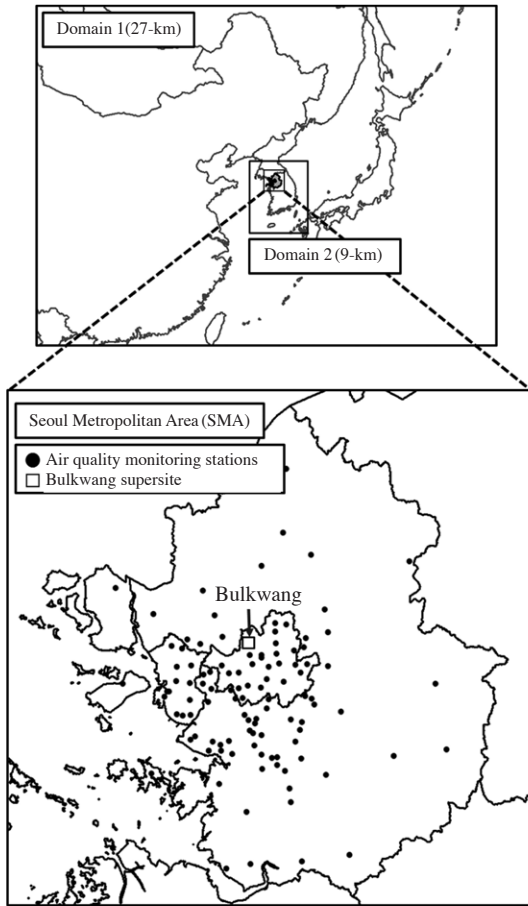 Domain 1(27-km)
Domain 2(9-km)
Seoul Metropolitan Area(SMA)
Air quality monitoring stations
Bulkwang supersite
Bulkwang